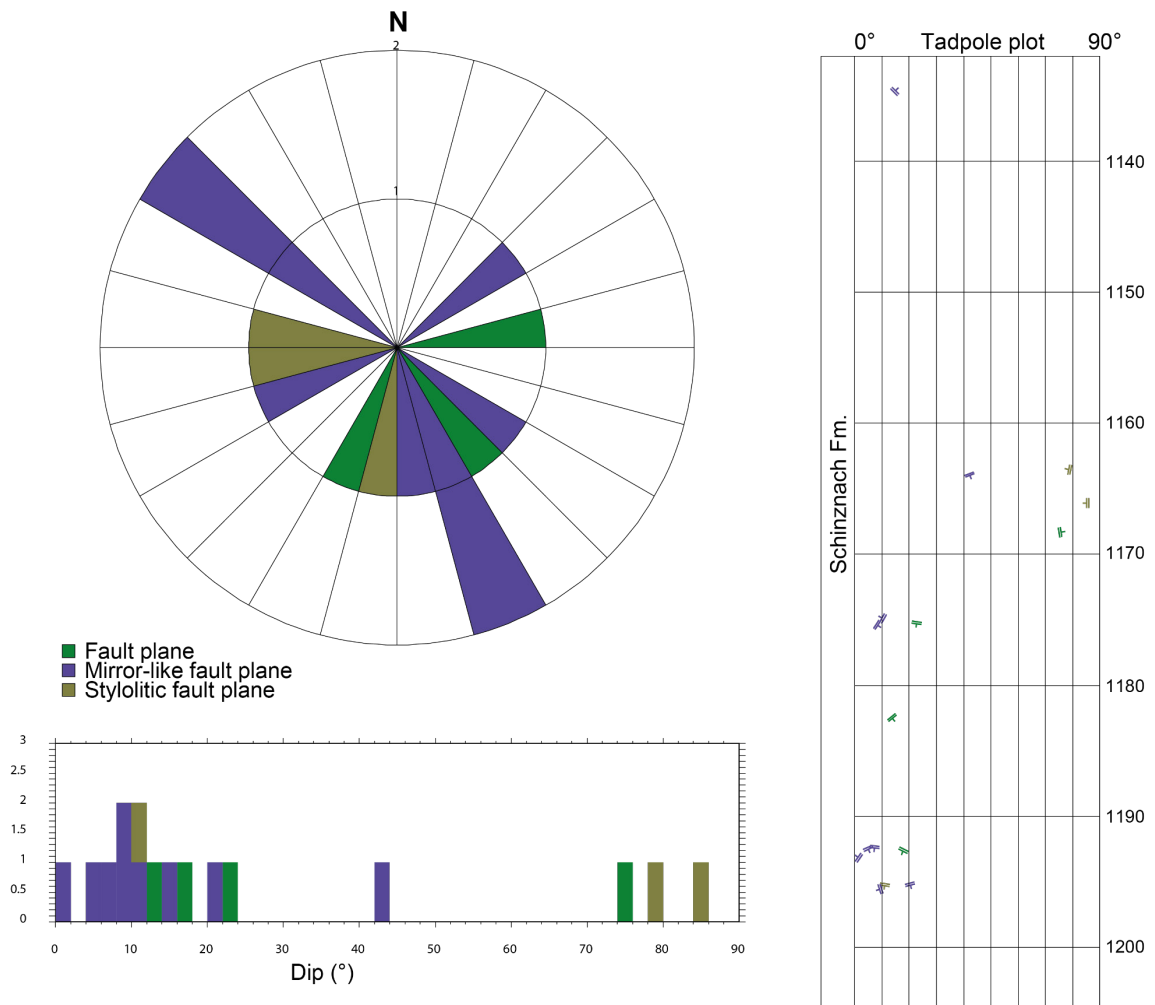 N
2
1
Fault plane
Mirror-like fault plane
Stylolitic fault plane
3
2.5
2
1.5
1
0.5
0
0 10 20 30 40 50 60 70 80 90
Dip (°)
0° Tadpole plot 90°
Schinznach Fm.
1140
1150
1160
1170
1180
1190
1200